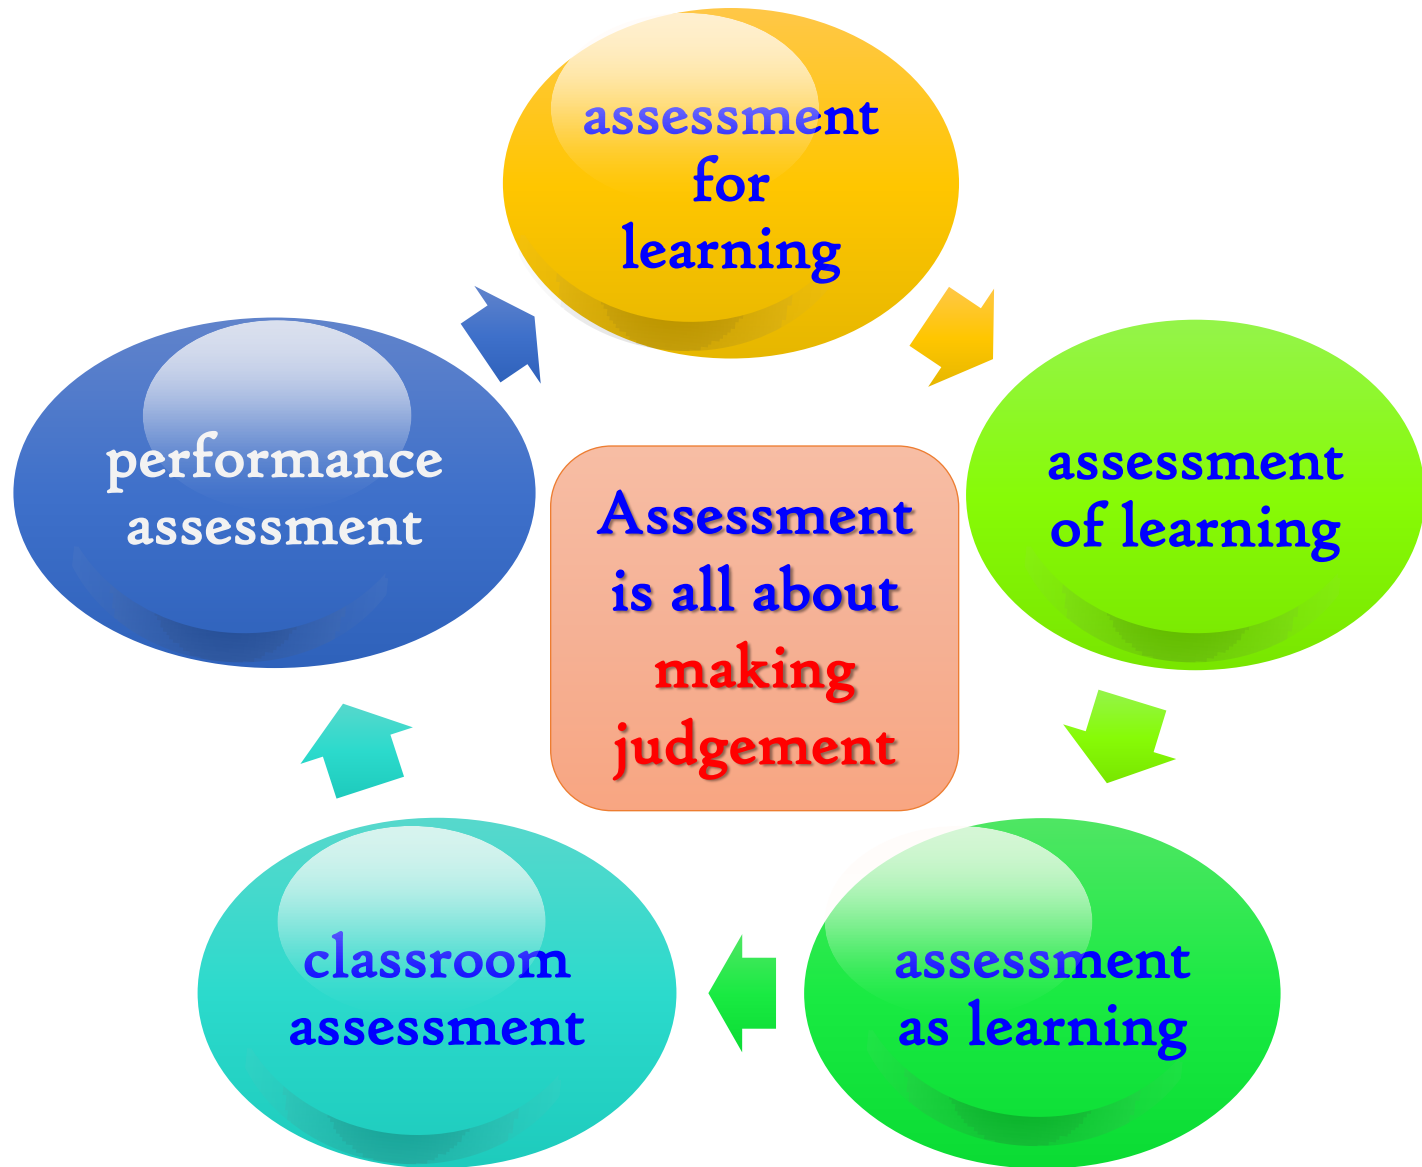 assessment
for
learning
assessment
of learning
assessment
as learning
classroom
assessment
performance
assessment
Assessment
is all about
making
judgement